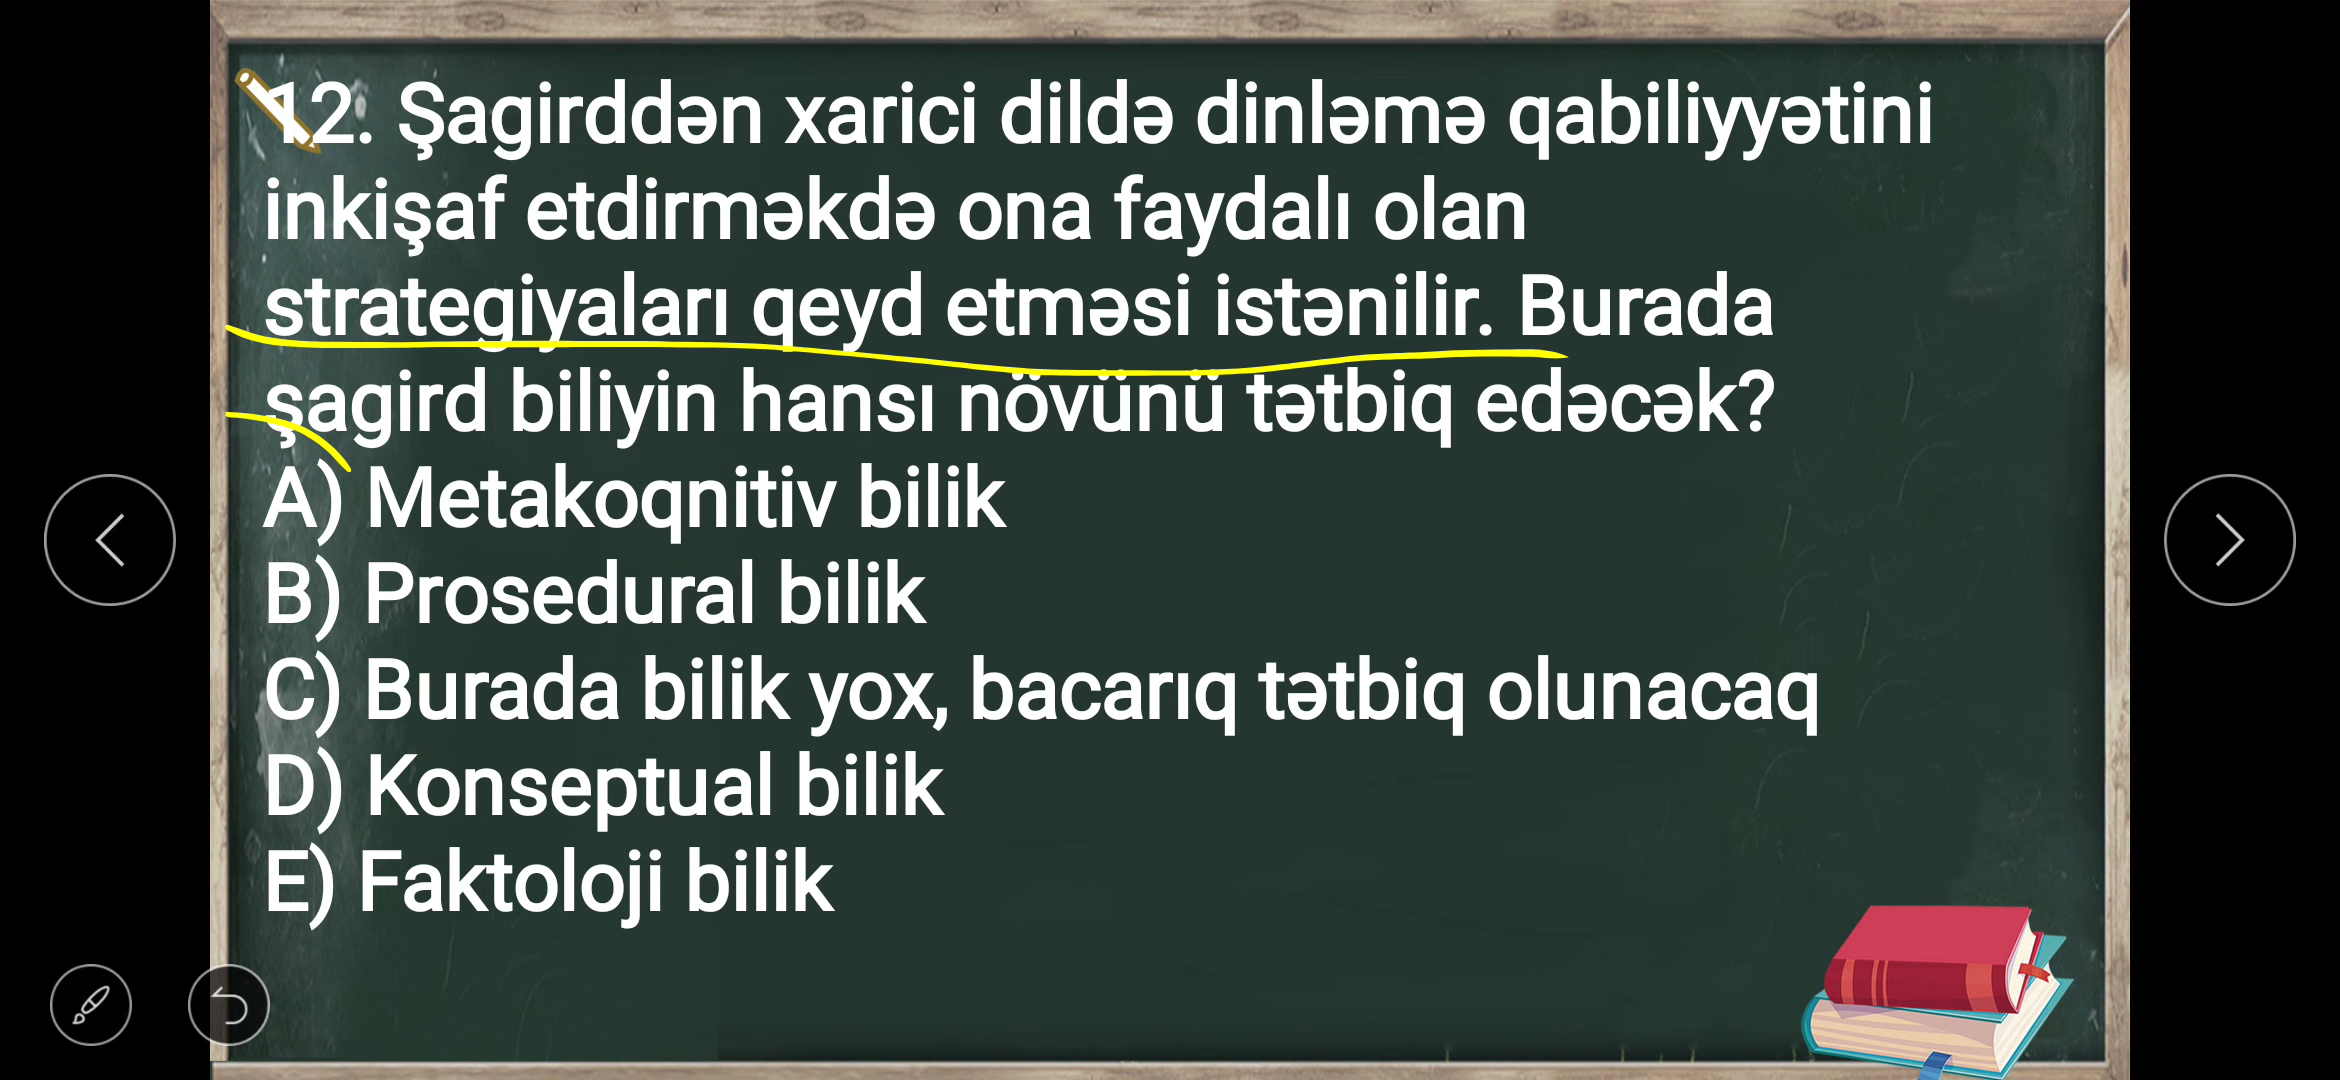 12. Şagirddən xarici dildə dinləmə qabiliyyətini
inkişaf etdirməkdə ona faydalı olan
strategiyaları qeyd etməsi istənilir. Burada
şagird biliyin hansı növünü tətbiq edəcək?
A) Metakoqnitiv bilik
B) Prosedural bilik
C) Burada bilik yox, bacarıq tətbiq olunacaq
D) Konseptual bilik
E) Faktoloji bilik